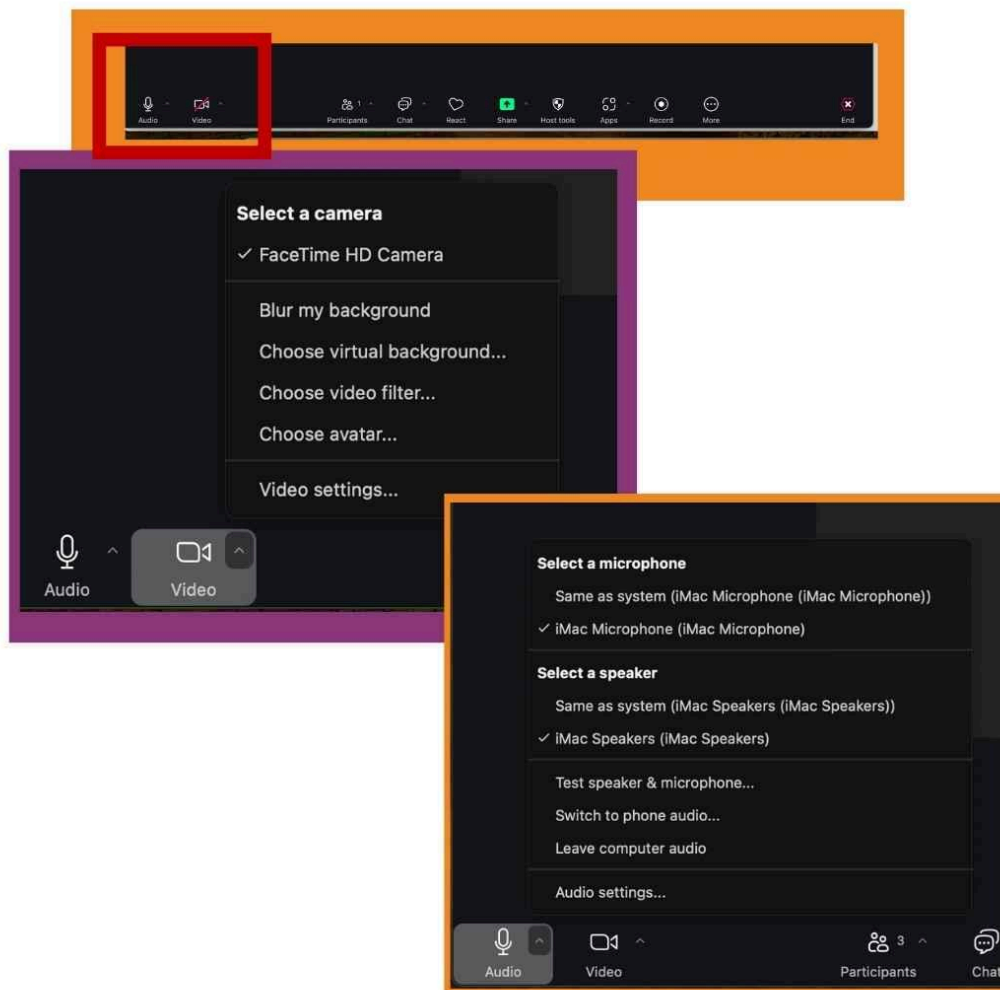 Audio Video Participants 1 Chat React Share Host tools Apps Record More End
Select a camera
✓ FaceTime HD Camera
Blur my background
Choose virtual background...
Choose video filter...
Choose avatar...
Video settings...
Audio Video
Select a microphone
Same as system (iMac Microphone (iMac Microphone))
✓ iMac Microphone (iMac Microphone)
Select a speaker
Same as system (iMac Speakers (iMac Speakers))
✓ iMac Speakers (iMac Speakers)
Test speaker & microphone...
Switch to phone audio...
Leave computer audio
Audio settings...
Audio Video Participants 3 Chat